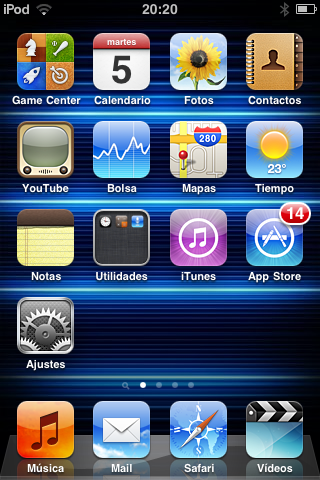 iPod 20:20
martes
5
Game Center Calendario Fotos Contactos
280
23°
YouTube Bolsa Mapas Tiempo
14
Notas Utilidades iTunes App Store
Ajustes
Música Mail Safari Vídeos